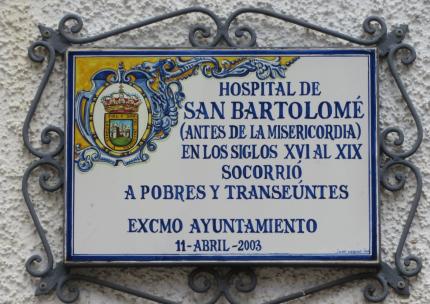 HOSPITAL DE
SAN BARTOLOMÉ
(ANTES DE LA MISERICORDIA)
EN LOS SIGLOS XVI AL XIX
SOCORRIÓ
A POBRES Y TRANSEÚNTES
EXCMO AYUNTAMIENTO
11-ABRIL-2003